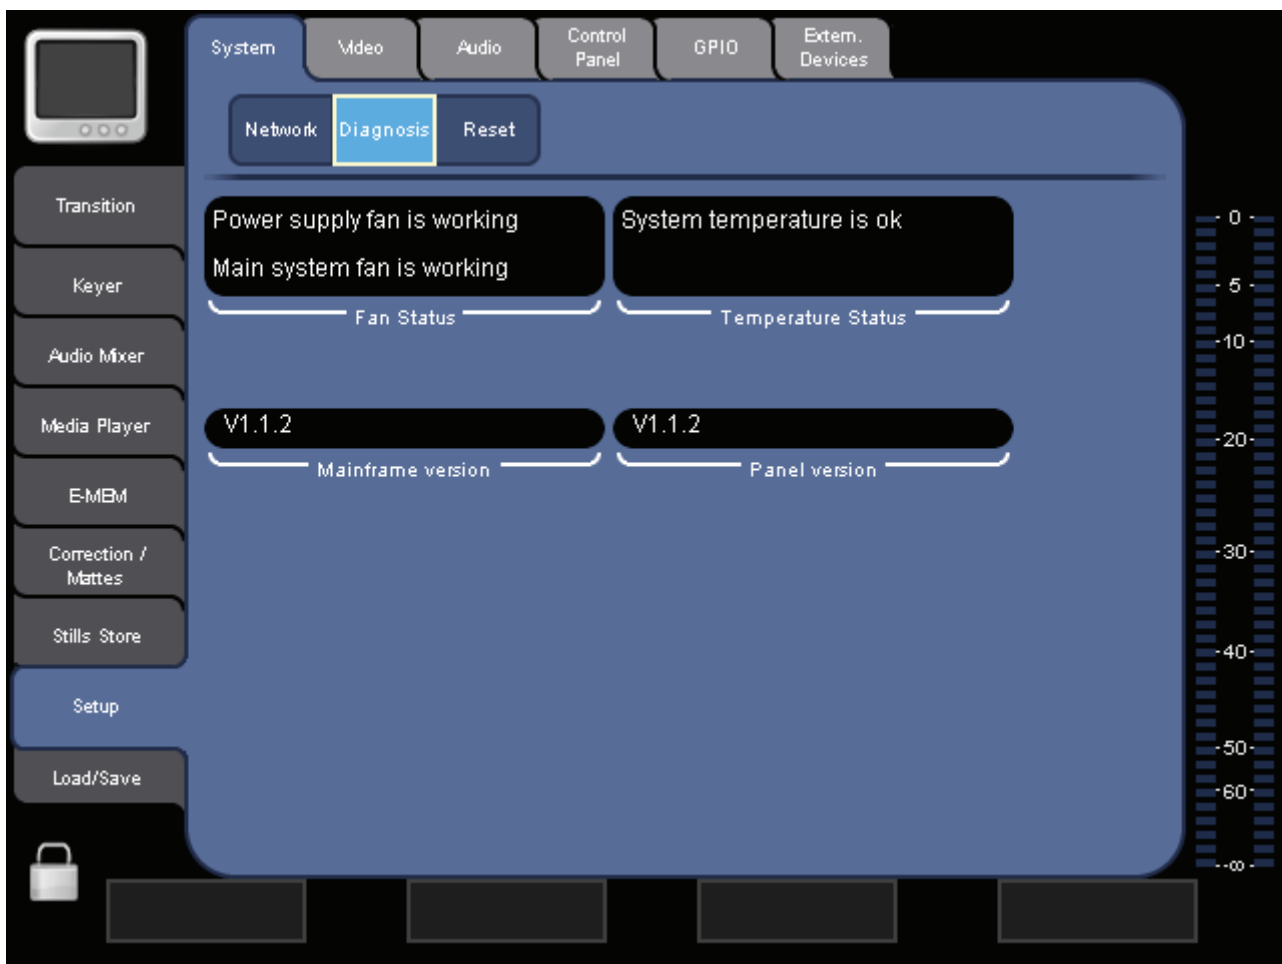 System
Video
Audio
Control
Panel
GPIO
Extern.
Devices
Network
Diagnosis
Reset
Transition
Keyer
Audio Mixer
Media Player
E-MEM
Correction /
Mattes
Stills Store
Setup
Load/Save
Power supply fan is working
Main system fan is working
Fan Status
System temperature is ok
Temperature Status
V1.1.2
Mainframe version
V1.1.2
Panel version
- 0 -
- 5 -
-10-
-20-
-30-
-40-
-50-
-60-
--∞-